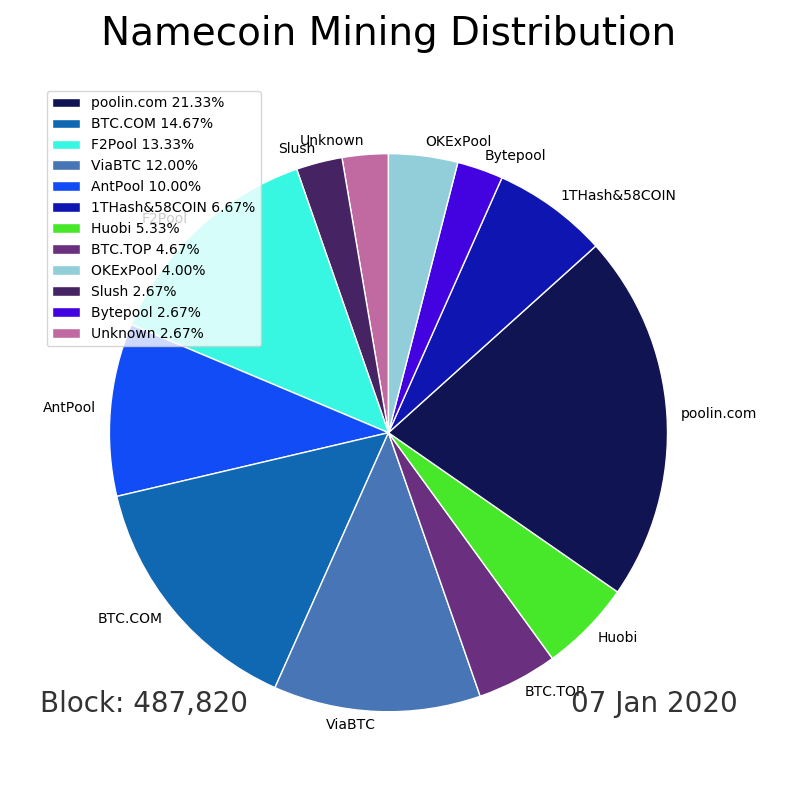 Namecoin Mining Distribution
poolin.com 21.33%
BTC.COM 14.67%
F2Pool 13.33%
ViaBTC 12.00%
AntPool 10.00%
1THash&58COIN 6.67%
Huobi 5.33%
BTC.TOP 4.67%
OKExPool 4.00%
Slush 2.67%
Bytepool 2.67%
Unknown 2.67%
Unknown
OKExPool
Slush
Bytepool
1THash&58COIN
F2Pool
AntPool
poolin.com
BTC.COM
Huobi
BTC.TOP
ViaBTC
Block: 487,820
07 Jan 2020